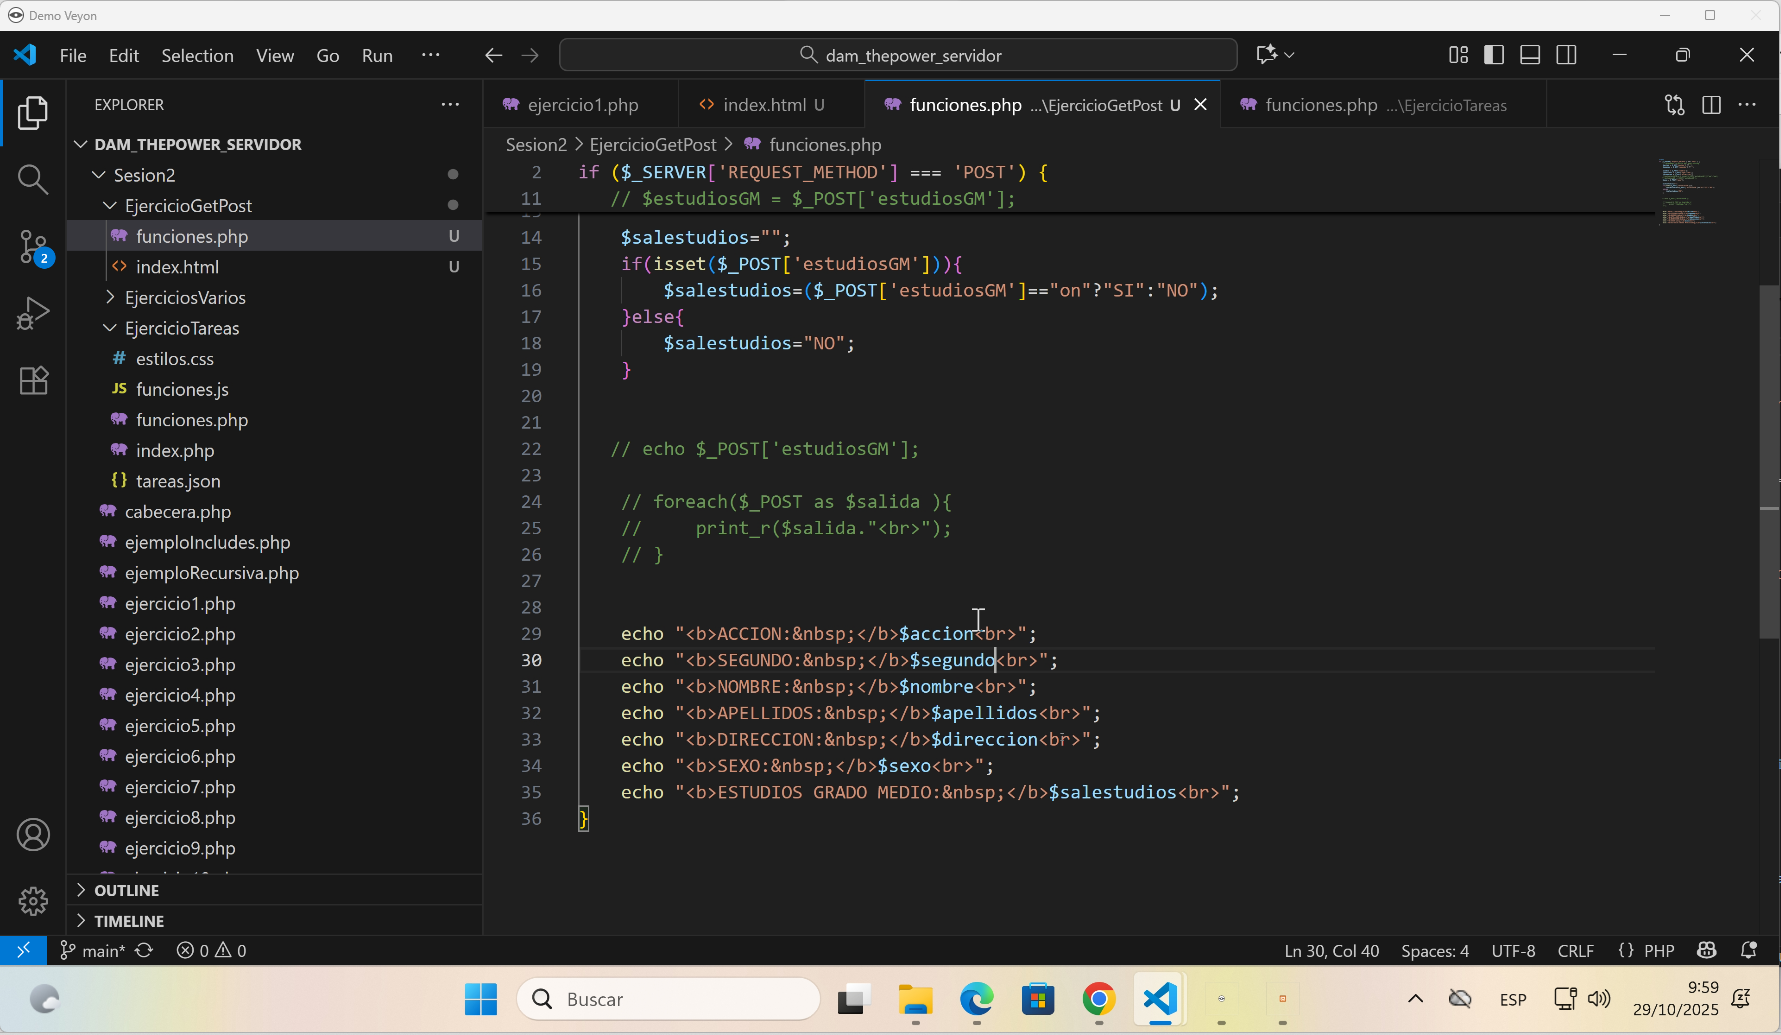 Demo Veyon
File Edit Selection View Go Run ...
dam_thepower_servidor
EXPLORER ...
DAM_THEPOWER_SERVIDOR
Sesion2
EjercicioGetPost
funciones.php U
index.html U
EjerciciosVarios
EjercicioTareas
# estilos.css
JS funciones.js
funciones.php
index.php
{} tareas.json
cabecera.php
ejemploIncludes.php
ejemploRecursiva.php
ejercicio1.php
ejercicio2.php
ejercicio3.php
ejercicio4.php
ejercicio5.php
ejercicio6.php
ejercicio7.php
ejercicio8.php
ejercicio9.php
OUTLINE
TIMELINE
2
ejercicio1.php
<> index.html U
funciones.php ...\EjercicioGetPost U
funciones.php ...\EjercicioTareas
Sesion2 > EjercicioGetPost > funciones.php
2 if ($_SERVER['REQUEST_METHOD'] === 'POST') {
11 // $estudiosGM = $_POST['estudiosGM'];
14 $salestudios="";
15 if(isset($_POST['estudiosGM'])){
16 $salestudios=($_POST['estudiosGM']=="on"?"SI":"NO");
17 }else{
18 $salestudios="NO";
19 }
20
21
22 // echo $_POST['estudiosGM'];
23
24 // foreach($_POST as $salida ){
25 // print_r($salida."<br>");
26 // }
27
28
29 echo "<b>ACCION:&nbsp;</b>$accion<br>";
30 echo "<b>SEGUNDO:&nbsp;</b>$segundo<br>";
31 echo "<b>NOMBRE:&nbsp;</b>$nombre<br>";
32 echo "<b>APELLIDOS:&nbsp;</b>$apellidos<br>";
33 echo "<b>DIRECCION:&nbsp;</b>$direccion<br>";
34 echo "<b>SEXO:&nbsp;</b>$sexo<br>";
35 echo "<b>ESTUDIOS GRADO MEDIO:&nbsp;</b>$salestudios<br>";
36 }
main* 0 0
Ln 30, Col 40 Spaces: 4 UTF-8 CRLF {} PHP
Buscar
ESP
9:59
29/10/2025